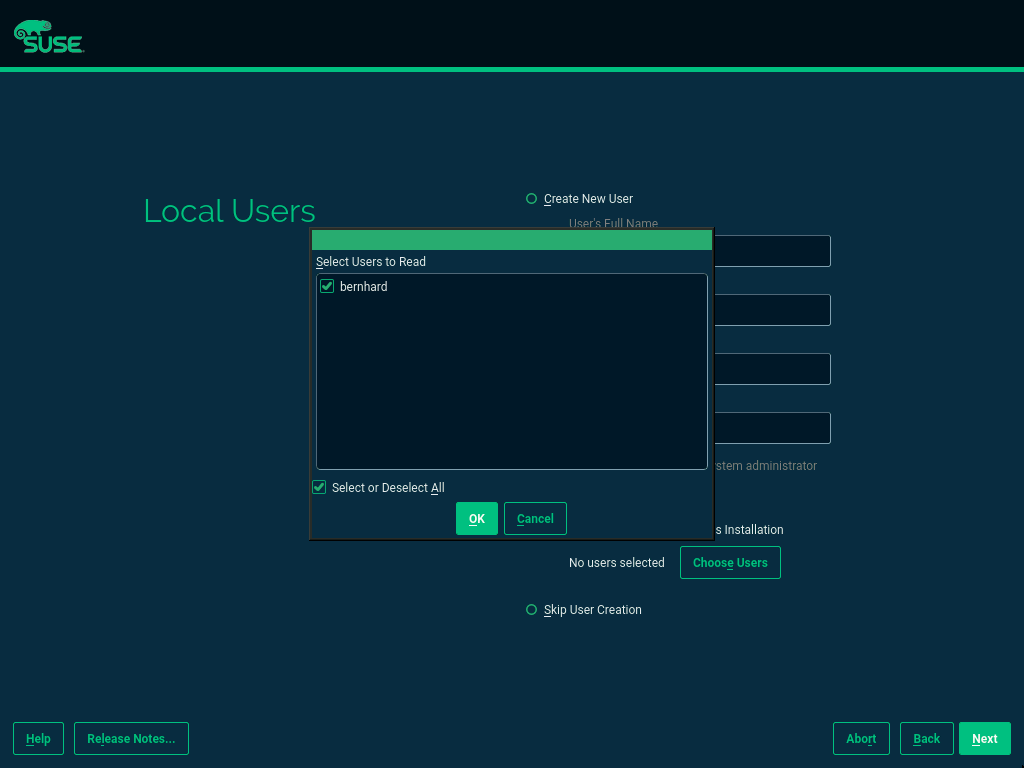 SUSE
Local Users
Create New User
User's Full Name
Select Users to Read
bernhard
stem administrator
Select or Deselect All
OK Cancel
s Installation
No users selected Choose Users
Skip User Creation
Help Release Notes... Abort Back Next